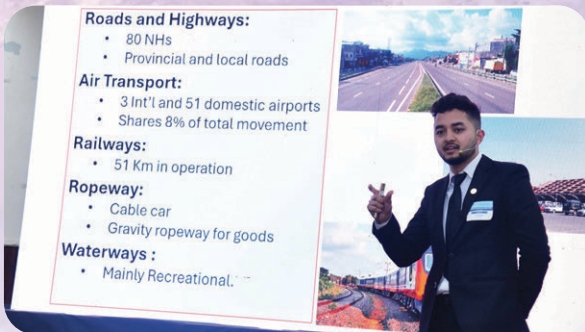 Roads and Highways:
• 80 NHs
• Provincial and local roads
Air Transport:
• 3 Int'l and 51 domestic airports
• Shares 8% of total movement
Railways:
• 51 Km in operation
Ropeway:
• Cable car
• Gravity ropeway for goods
Waterways :
• Mainly Recreational.